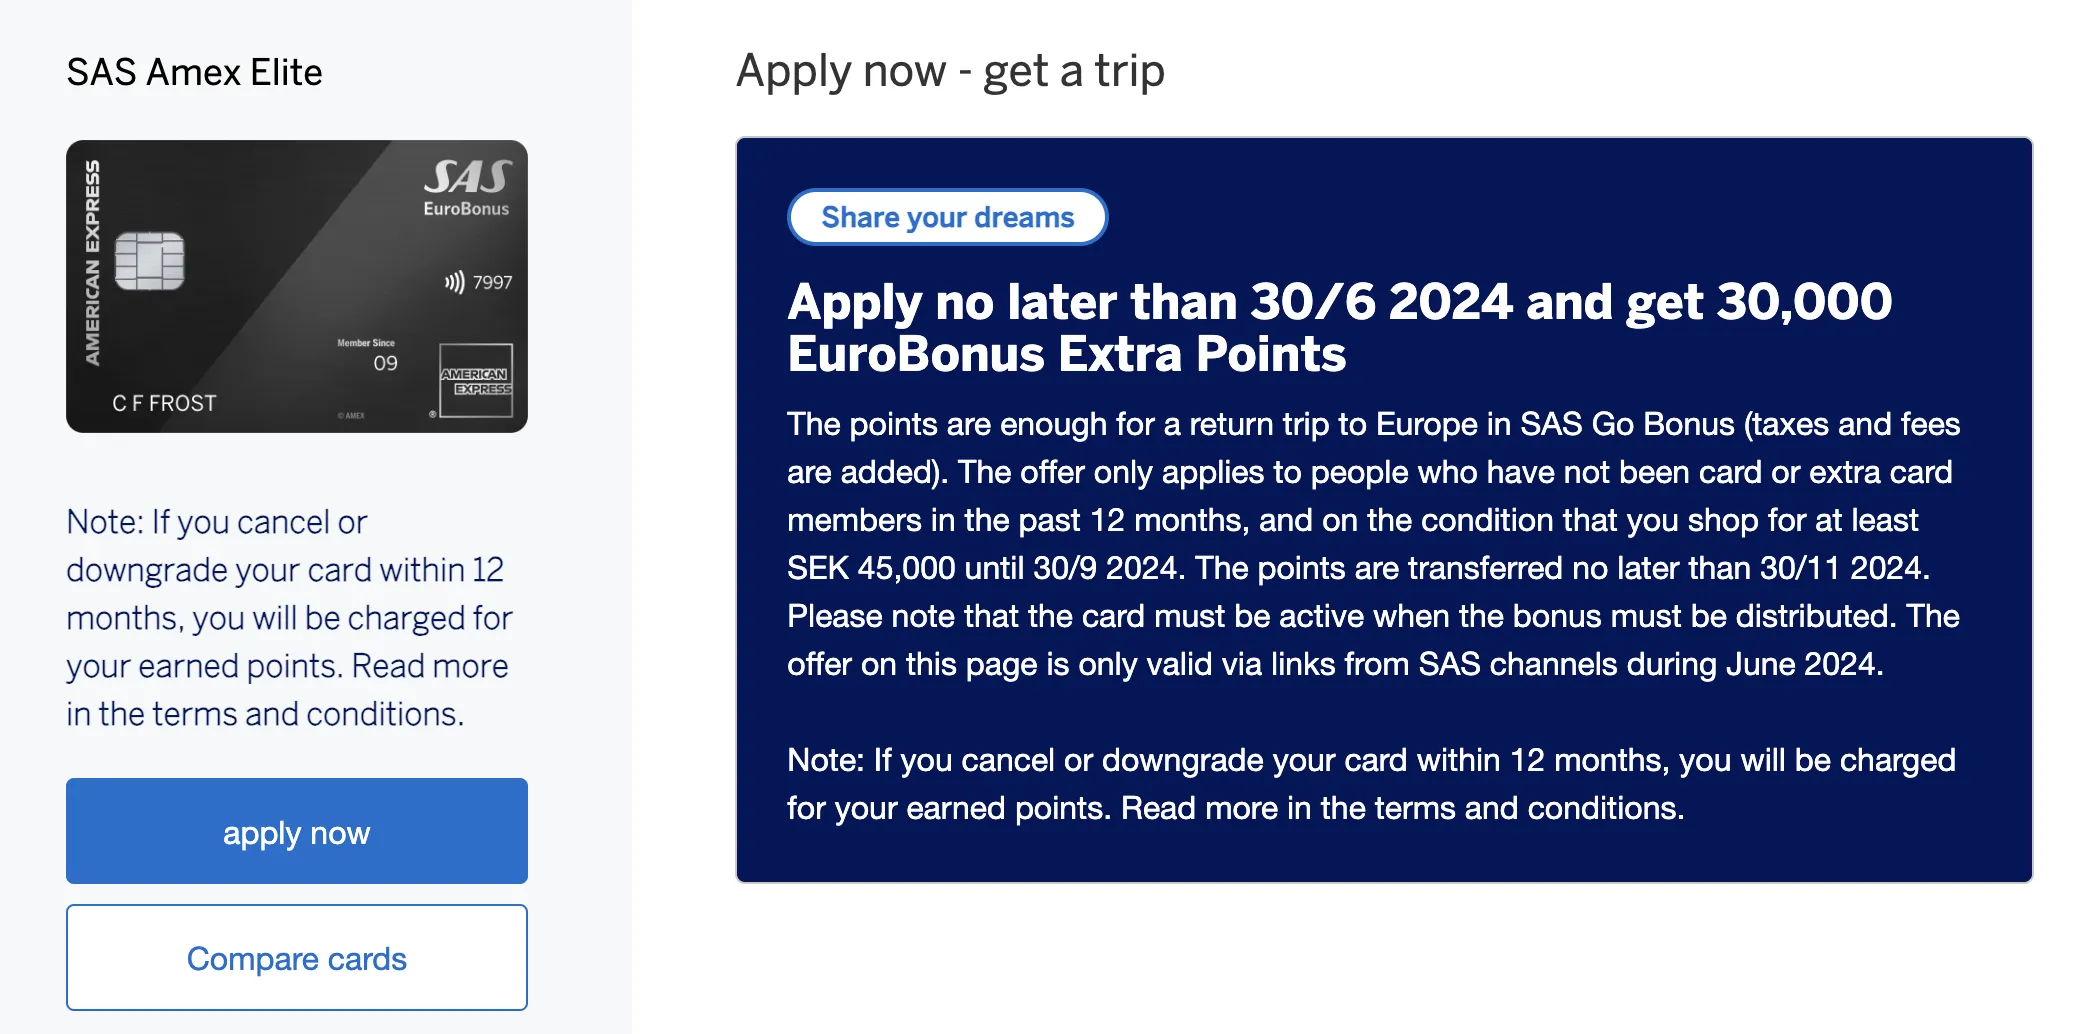 SAS Amex Elite
AMERICAN EXPRESS
SAS
EuroBonus
7997
Member Since
09
AMERICAN
EXPRESS
®
C F FROST
© AMEX
Note: If you cancel or
downgrade your card within 12
months, you will be charged for
your earned points. Read more
in the terms and conditions.
apply now
Compare cards
Apply now - get a trip
Share your dreams
Apply no later than 30/6 2024 and get 30,000
EuroBonus Extra Points
The points are enough for a return trip to Europe in SAS Go Bonus (taxes and fees
are added). The offer only applies to people who have not been card or extra card
members in the past 12 months, and on the condition that you shop for at least
SEK 45,000 until 30/9 2024. The points are transferred no later than 30/11 2024.
Please note that the card must be active when the bonus must be distributed. The
offer on this page is only valid via links from SAS channels during June 2024.
Note: If you cancel or downgrade your card within 12 months, you will be charged
for your earned points. Read more in the terms and conditions.